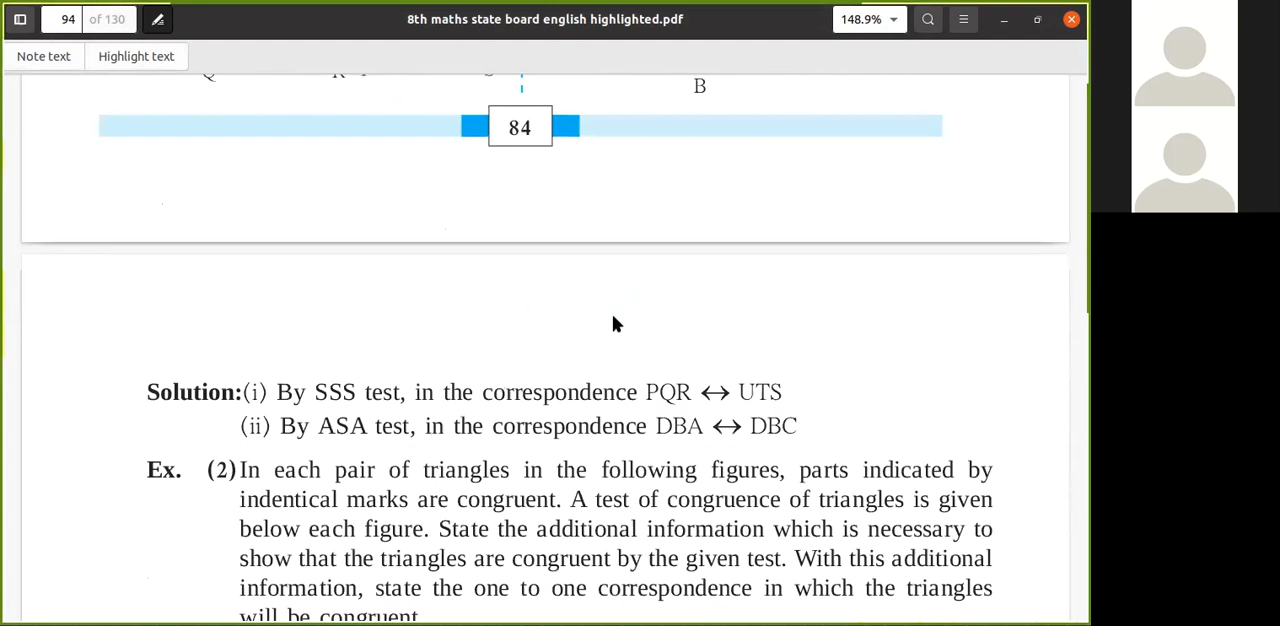 94 of 130
8th maths state board english highlighted.pdf
148.9%
Note text Highlight text
B
84
Solution:(i) By SSS test, in the correspondence PQR ↔ UTS
(ii) By ASA test, in the correspondence DBA ↔ DBC
Ex. (2)In each pair of triangles in the following figures, parts indicated by
indentical marks are congruent. A test of congruence of triangles is given
below each figure. State the additional information which is necessary to
show that the triangles are congruent by the given test. With this additional
information, state the one to one correspondence in which the triangles
will be congruent.